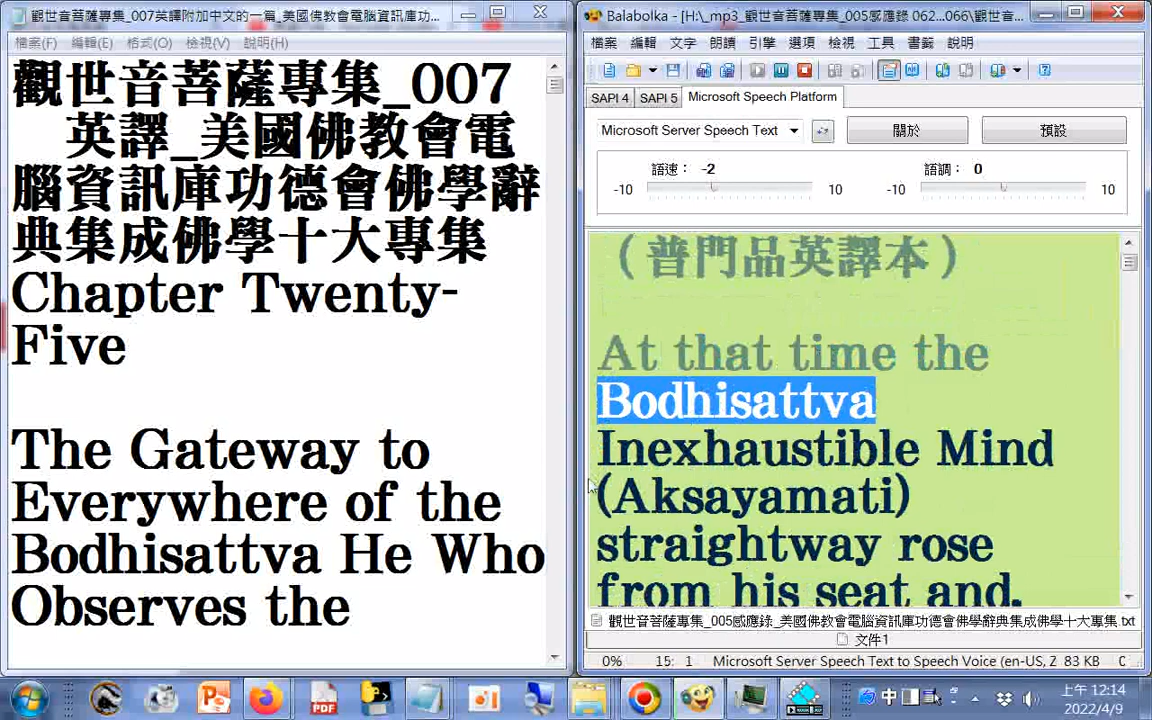 觀世音菩薩專集_007英譯附加中文的一篇_美國佛教會電腦資訊庫功...
檔案(F) 編輯(E) 格式(O) 檢視(V) 說明(H)
觀世音菩薩專集_007
英譯_美國佛教會電
腦資訊庫功德會佛學辭
典集成佛學十大專集
Chapter Twenty-
Five
The Gateway to
Everywhere of the
Bodhisattva He Who
Observes the
Balabolka - [H:\_mp3_觀世音菩薩專集_005感應錄 062...066\觀世音...
檔案 編輯 文字 朗讀 引擎 選項 檢視 工具 書籤 說明
SAPI 4 SAPI 5 Microsoft Speech Platform
Microsoft Server Speech Text 關於 預設
語速： -2 語調： 0
-10 10 -10 10
（普門品英譯本）
At that time the
Bodhisattva
Inexhaustible Mind
(Aksayamati)
straightway rose
from his seat and,
觀世音菩薩專集_005感應錄_美國佛教會電腦資訊庫功德會佛學辭典集成佛學十大專集.txt
文件1
0% 15: 1 Microsoft Server Speech Text to Speech Voice (en-US, Z 83 KB C
PDF
中
上午 12:14
2022/4/9